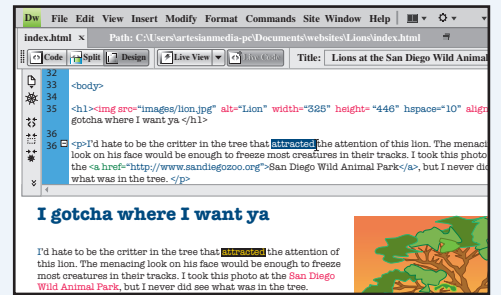 Dw File Edit View Insert Modify Format Commands Site Window Help
index.html x Path: C:\Users\artesianmedia-pc\Documents\websites\Lions\index.html
Code Split Design Live View Live Code Title: Lions at the San Diego Wild Animal
32
33 <body>
34
35 <h1><img src="images/lion.jpg" alt="Lion" width="325" height= "446" hspace="10" align
gotcha where I want ya </h1>
36
36 <p>I'd hate to be the critter in the tree that attracted the attention of this lion. The menaci
look on his face would be enough to freeze most creatures in their tracks. I took this photo
the <a href="http://www.sandiegozoo.org">San Diego Wild Animal Park</a>, but I never did
what was in the tree. </p>
I gotcha where I want ya
I'd hate to be the critter in the tree that attracted the attention of
this lion. The menacing look on his face would be enough to freeze
most creatures in their tracks. I took this photo at the San Diego
Wild Animal Park, but I never did see what was in the tree.